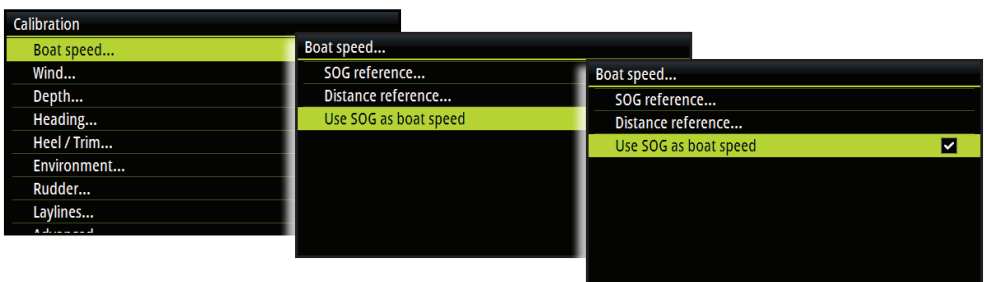 Calibration
Boat speed...
Wind...
Depth...
Heading...
Heel / Trim...
Environment...
Rudder...
Laylines...
Advanced
Boat speed...
SOG reference...
Distance reference...
Use SOG as boat speed
Boat speed...
SOG reference...
Distance reference...
Use SOG as boat speed